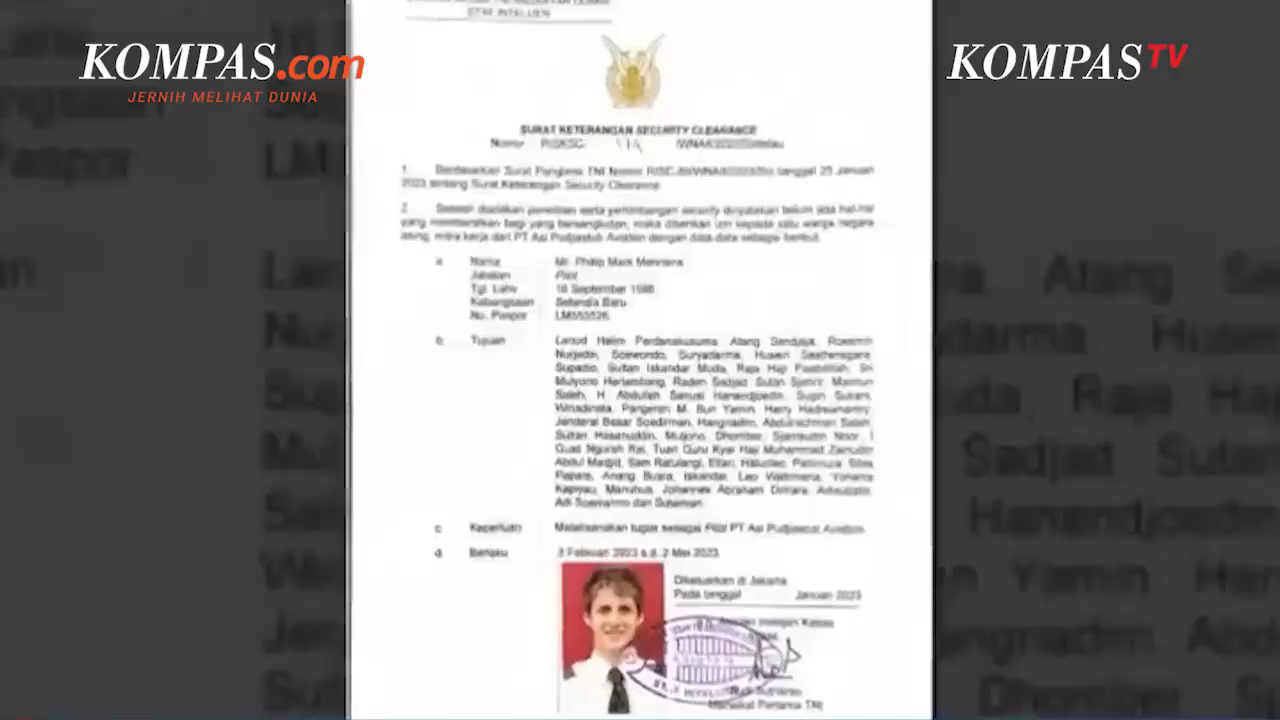 KOMPAS.com
JERNIH MELIHAT DUNIA
KOMPAS TV
STAF INTELIJEN
SURAT KETERANGAN SECURITY CLEARANCE
Nomor
1. Berdasarkan Surat Panglima TNI Nomor tanggal 25 Januari
2023 tentang Surat Keterangan Security Clearance
2. Setelah diadakan penelitian serta pertimbangan security dinyatakan belum ada hal-hal
yang memberatkan bagi yang bersangkutan, maka diberikan izin kepada satu warga negara
asing, mitra kerja dari PT Asi Pudjiastuti Aviation dengan data-data sebagai berikut
a. Nama Mr. Philip Mark Mehrtens
Jabatan Pilot
Tgl. Lahir
Kebangsaan Selandia Baru
No. Paspor
b. Tujuan Lanud Halim Perdanakusuma, Atang Sendjaja, Roesmin
Nurjadin, Soewondo, Suryadarma, Husein Sastranegara
Supadio, Sultan Iskandar Muda, Raja Haji Fisabilillah, Sri
Mulyono Herlambang, Raden Sadjad Sutan Sjahrir, Maimun
Saleh, H. Abdullah Sanusi Hanandjoedin, Sugiri Sukani,
Wiriadinata, Pangeran M. Bun Yamin, Harry Hadisumantri,
Jenderal Besar Soedirman, Hangnadim, Abdulrachman Saleh,
Sultan Hasanuddin, Muljono, Dhomber, Sjamsudin Noor, I
Gusti Ngurah Rai, Tuan Guru Kyai Haji Muhammad Zainudin
Abdul Madjid, Sam Ratulangi, Eltari, Haluoleo, Pattimura Silas
Papare, Anang Busra, Iskandar, Leo Wattimena, Yohanis
Kapiyau, Manuhua, Johannes Abraham Dimara, Adisutjipto,
Adi Soemarmo dan Sulaiman.
c. Keperluan Melaksanakan tugas sebagai Pilot PT Asi Pudjiastuti Aviation
d. Berlaku 3 Februari 2023 s.d. 2 Mei 2023
Dikeluarkan di Jakarta
Pada tanggal Januari 2023
Marsekal Pertama TNI